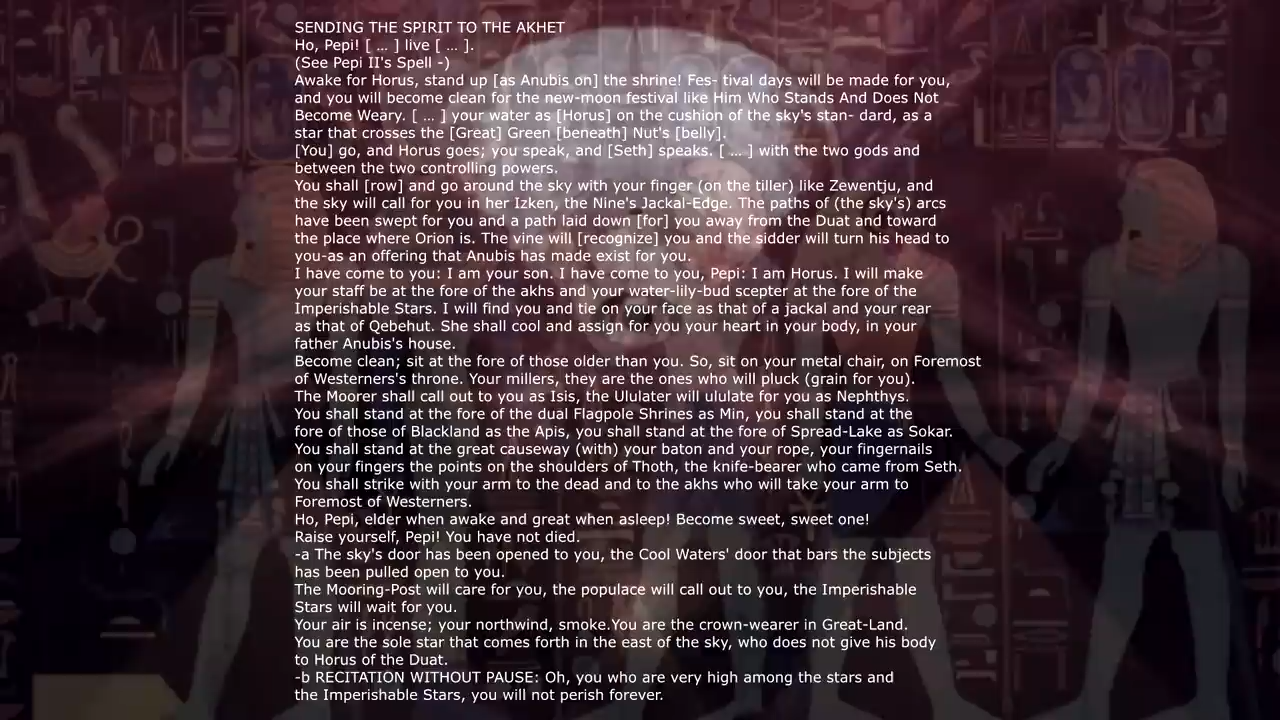 SENDING THE SPIRIT TO THE AKHET
Ho, Pepi! [ ... ] live [ ... ].
(See Pepi II's Spell -)
Awake for Horus, stand up [as Anubis on] the shrine! Fes- tival days will be made for you,
and you will become clean for the new-moon festival like Him Who Stands And Does Not
Become Weary. [ ... ] your water as [Horus] on the cushion of the sky's stan- dard, as a
star that crosses the [Great] Green [beneath] Nut's [belly].
[You] go, and Horus goes; you speak, and [Seth] speaks. [ ... ] with the two gods and
between the two controlling powers.
You shall [row] and go around the sky with your finger (on the tiller) like Zewentju, and
the sky will call for you in her Izken, the Nine's Jackal-Edge. The paths of (the sky's) arcs
have been swept for you and a path laid down [for] you away from the Duat and toward
the place where Orion is. The vine will [recognize] you and the sidder will turn his head to
you-as an offering that Anubis has made exist for you.
I have come to you: I am your son. I have come to you, Pepi: I am Horus. I will make
your staff be at the fore of the akhs and your water-lily-bud scepter at the fore of the
Imperishable Stars. I will find you and tie on your face as that of a jackal and your rear
as that of Qebehut. She shall cool and assign for you your heart in your body, in your
father Anubis's house.
Become clean; sit at the fore of those older than you. So, sit on your metal chair, on Foremost
of Westerners's throne. Your millers, they are the ones who will pluck (grain for you).
The Moorer shall call out to you as Isis, the Ululater will ululate for you as Nephthys.
You shall stand at the fore of the dual Flagpole Shrines as Min, you shall stand at the
fore of those of Blackland as the Apis, you shall stand at the fore of Spread-Lake as Sokar.
You shall stand at the great causeway (with) your baton and your rope, your fingernails
on your fingers the points on the shoulders of Thoth, the knife-bearer who came from Seth.
You shall strike with your arm to the dead and to the akhs who will take your arm to
Foremost of Westerners.
Ho, Pepi, elder when awake and great when asleep! Become sweet, sweet one!
Raise yourself, Pepi! You have not died.
-a The sky's door has been opened to you, the Cool Waters' door that bars the subjects
has been pulled open to you.
The Mooring-Post will care for you, the populace will call out to you, the Imperishable
Stars will wait for you.
Your air is incense; your northwind, smoke.You are the crown-wearer in Great-Land.
You are the sole star that comes forth in the east of the sky, who does not give his body
to Horus of the Duat.
-b RECITATION WITHOUT PAUSE: Oh, you who are very high among the stars and
the Imperishable Stars, you will not perish forever.